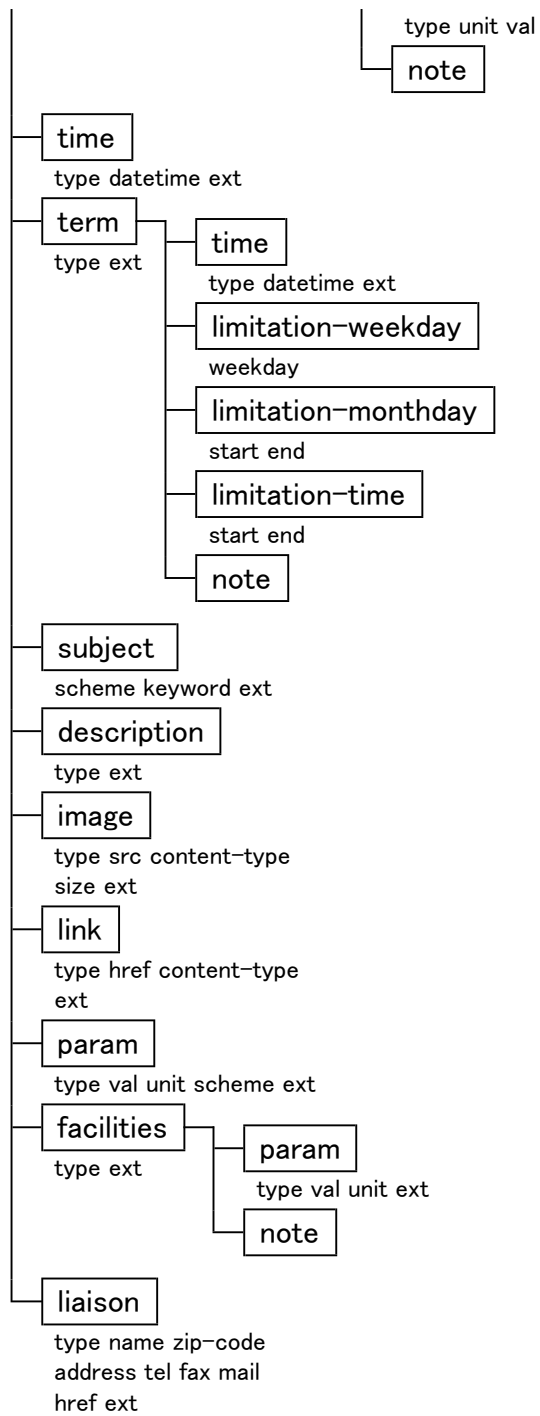 type unit val
note
time
type datetime ext
term
type ext
time
type datetime ext
limitation-weekday
weekday
limitation-monthday
start end
limitation-time
start end
note
subject
scheme keyword ext
description
type ext
image
type src content-type
size ext
link
type href content-type
ext
param
type val unit scheme ext
facilities
type ext
param
type val unit ext
note
liaison
type name zip-code
address tel fax mail
href ext